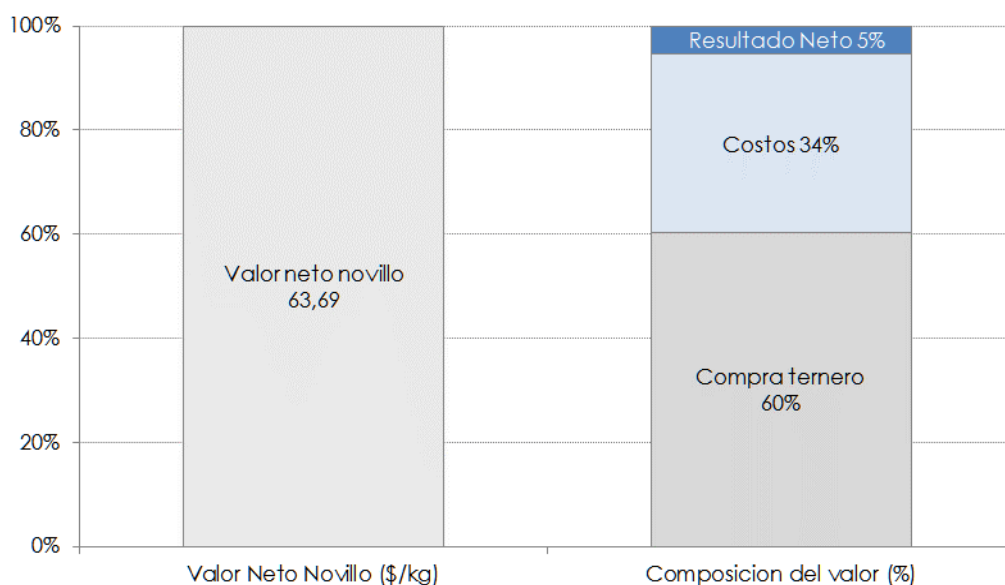 100%
80%
60%
40%
20%
0%
Valor neto novillo
63,69
Resultado Neto 5%
Costos 34%
Compra ternero
60%
Valor Neto Novillo ($/kg)
Composicion del valor (%)